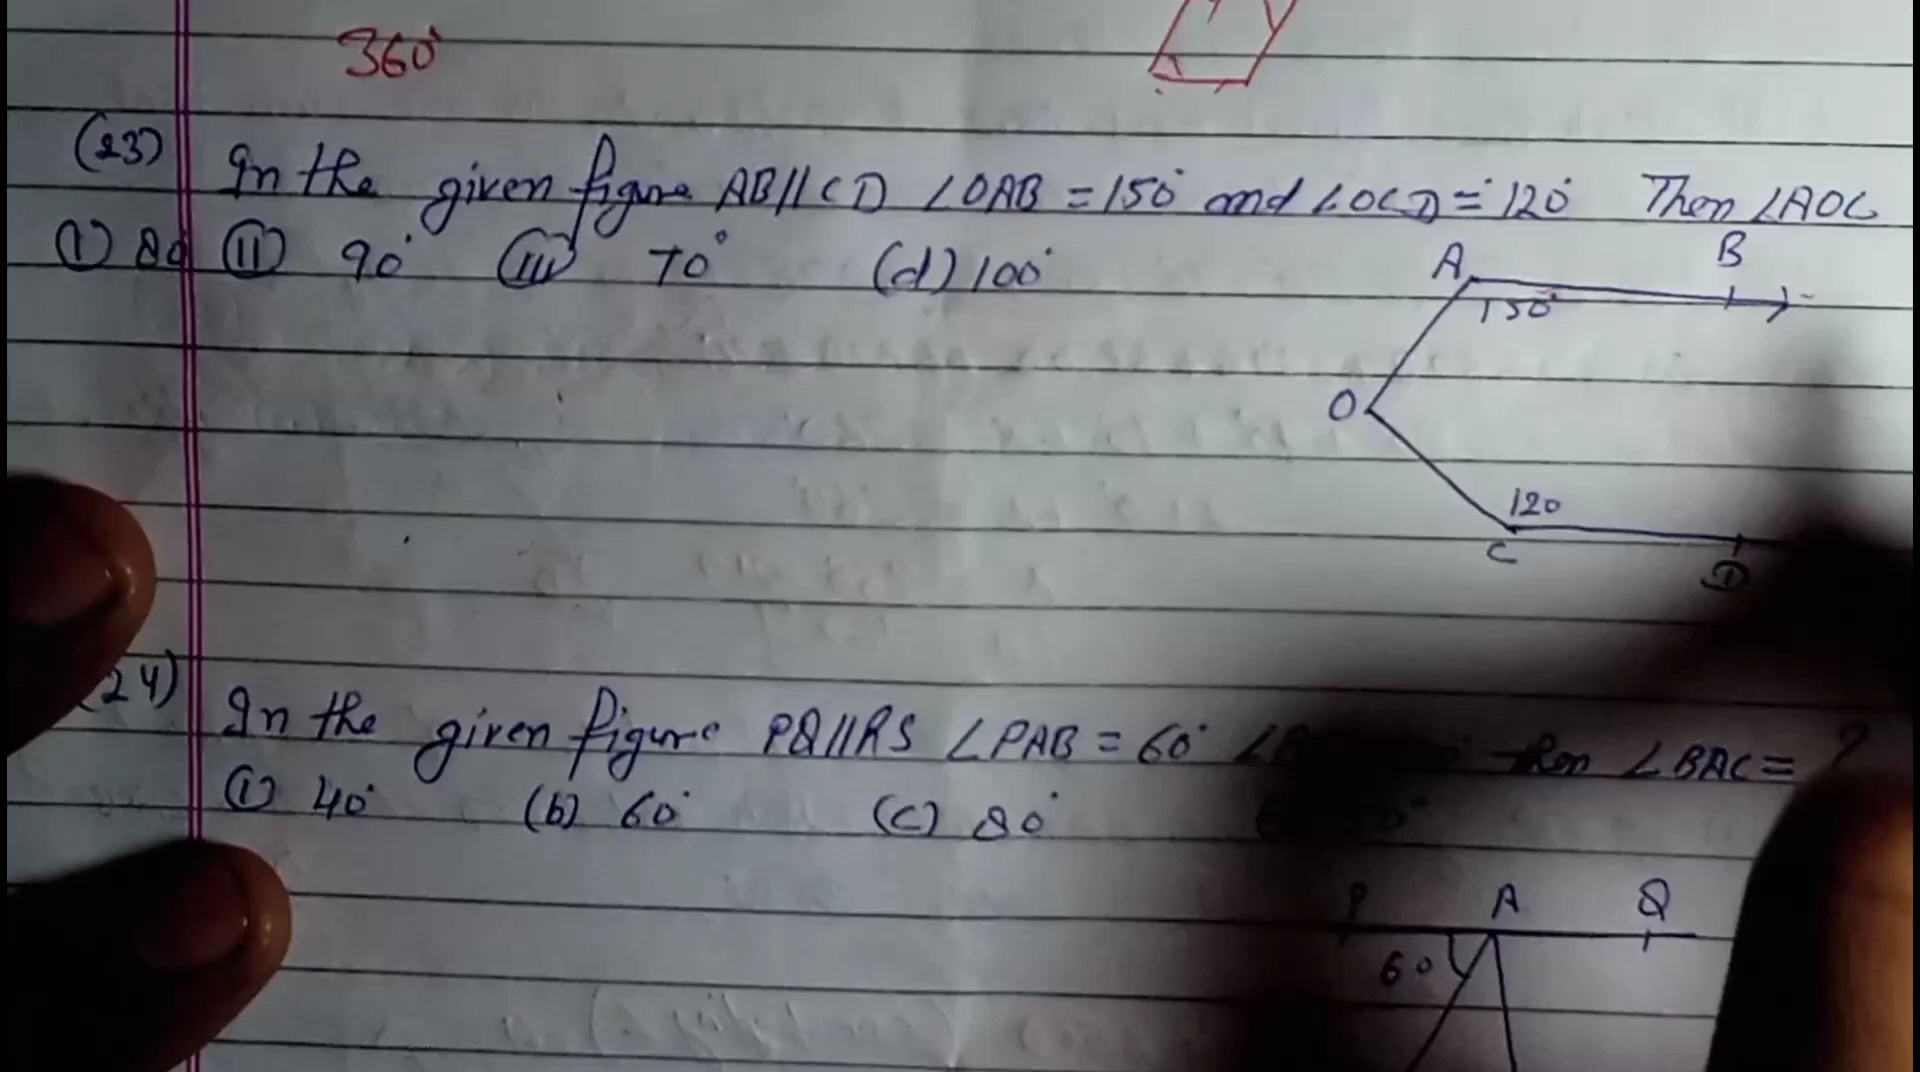 360°
(23) In the given figure AB//CD ∠OAB = 150° and ∠OCD = 120° Then ∠AOC
(i) 80 (ii) 90° (iii) 70° (d) 100°
A B
150°
O
120
C D
24) In the given figure PQ//RS ∠PAB = 60° ∠ then ∠BAC = ?
(i) 40° (b) 60° (c) 80°
P A Q
60